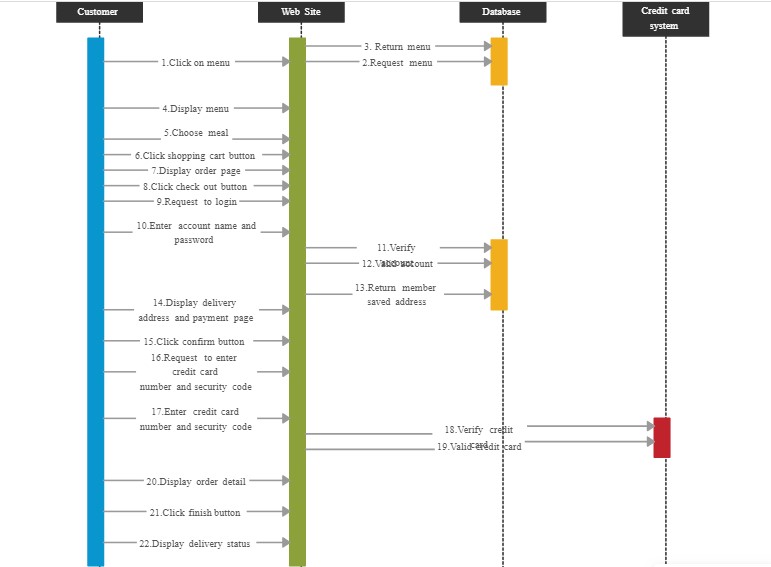 Customer
Web Site
Database
Credit card
system
3. Return menu
1.Click on menu
2.Request menu
4.Display menu
5.Choose meal
6.Click shopping cart button
7.Display order page
8.Click check out button
9.Request to login
10.Enter account name and
password
11.Verify
account
12.Valid account
13.Return member
saved address
14.Display delivery
address and payment page
15.Click confirm button
16.Request to enter
credit card
number and security code
17.Enter credit card
number and security code
18.Verify credit
card
19.Valid credit card
20.Display order detail
21.Click finish button
22.Display delivery status